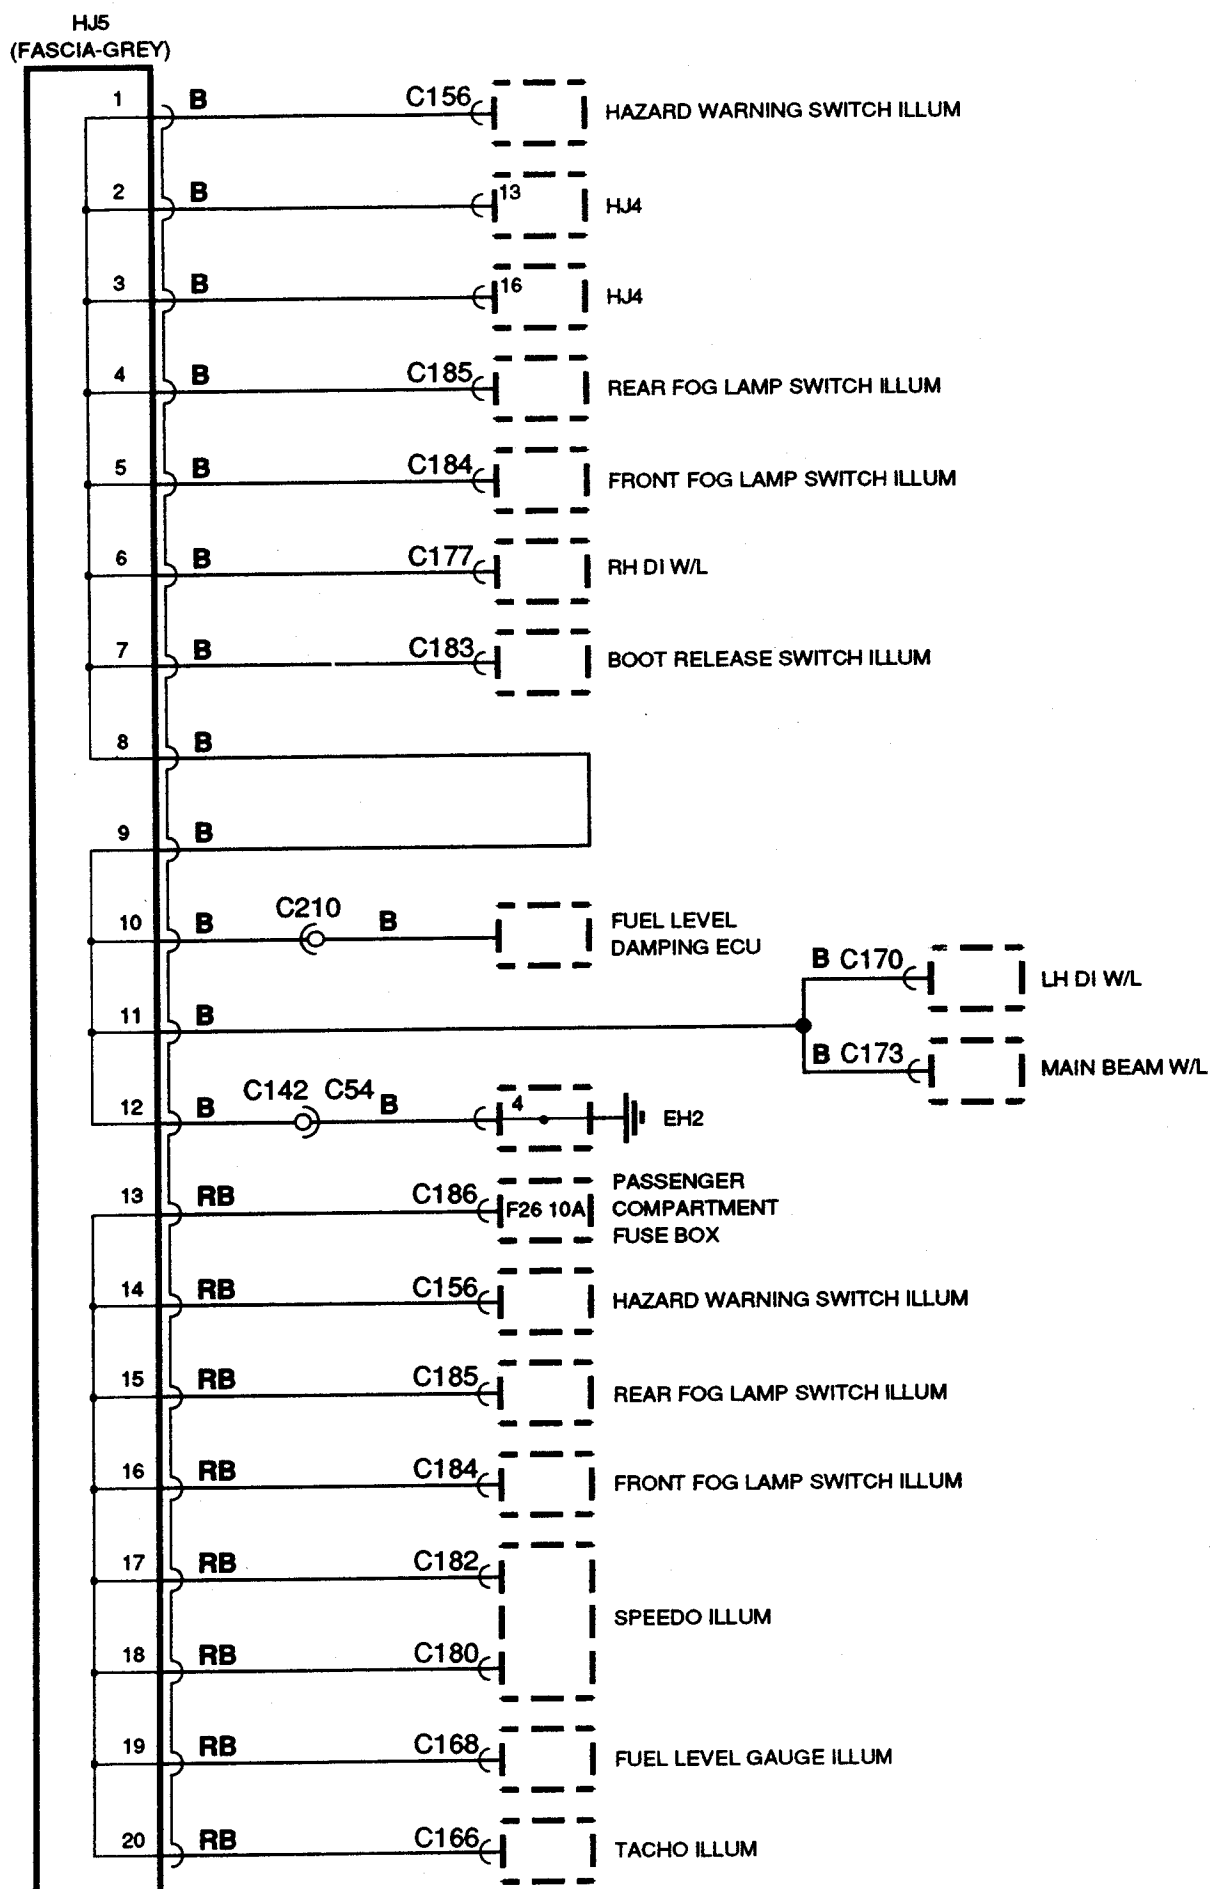 HJ5
(FASCIA-GREY)
1 B C156 HAZARD WARNING SWITCH ILLUM
2 B 13 HJ4
3 B 16 HJ4
4 B C185 REAR FOG LAMP SWITCH ILLUM
5 B C184 FRONT FOG LAMP SWITCH ILLUM
6 B C177 RH DI W/L
7 B C183 BOOT RELEASE SWITCH ILLUM
8 B
9 B
10 B C210 B FUEL LEVEL
DAMPING ECU
B C170 LH DI W/L
11 B
B C173 MAIN BEAM W/L
12 B C142 C54 B 4 EH2
13 RB C186 F26 10A PASSENGER
COMPARTMENT
FUSE BOX
14 RB C156 HAZARD WARNING SWITCH ILLUM
15 RB C185 REAR FOG LAMP SWITCH ILLUM
16 RB C184 FRONT FOG LAMP SWITCH ILLUM
17 RB C182
SPEEDO ILLUM
18 RB C180
19 RB C168 FUEL LEVEL GAUGE ILLUM
20 RB C166 TACHO ILLUM